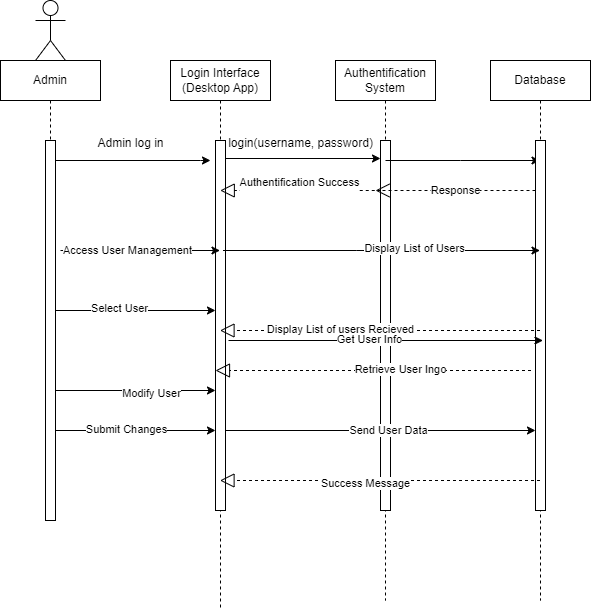 Admin
Login Interface
(Desktop App)
Authentification
System
Database
Admin log in
login(username, password)
Authentification Success
Response
-Access User Management
Display List of Users
Select User
Display List of users Recieved
Get User Info
Retrieve User Ingo
Modify User
Submit Changes
Send User Data
Success Message